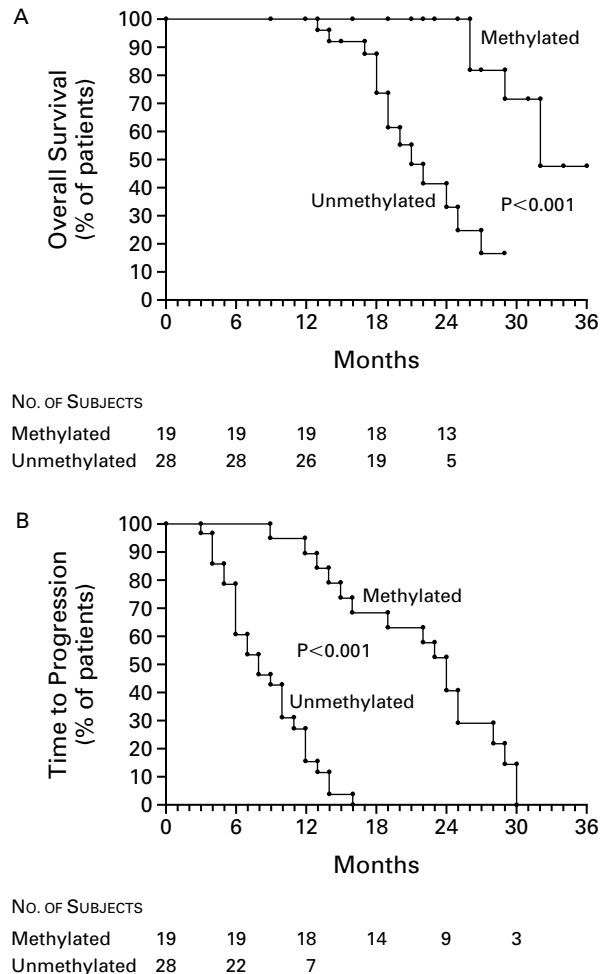 A
Overall Survival
(% of patients)
100
90
80
70
60
50
40
30
20
10
0
Methylated
Unmethylated
P<0.001
0 6 12 18 24 30 36
Months
NO. OF SUBJECTS
Methylated 19 19 19 18 13
Unmethylated 28 28 26 19 5
B
Time to Progression
(% of patients)
100
90
80
70
60
50
40
30
20
10
0
Methylated
P<0.001
Unmethylated
0 6 12 18 24 30 36
Months
NO. OF SUBJECTS
Methylated 19 19 18 14 9 3
Unmethylated 28 22 7